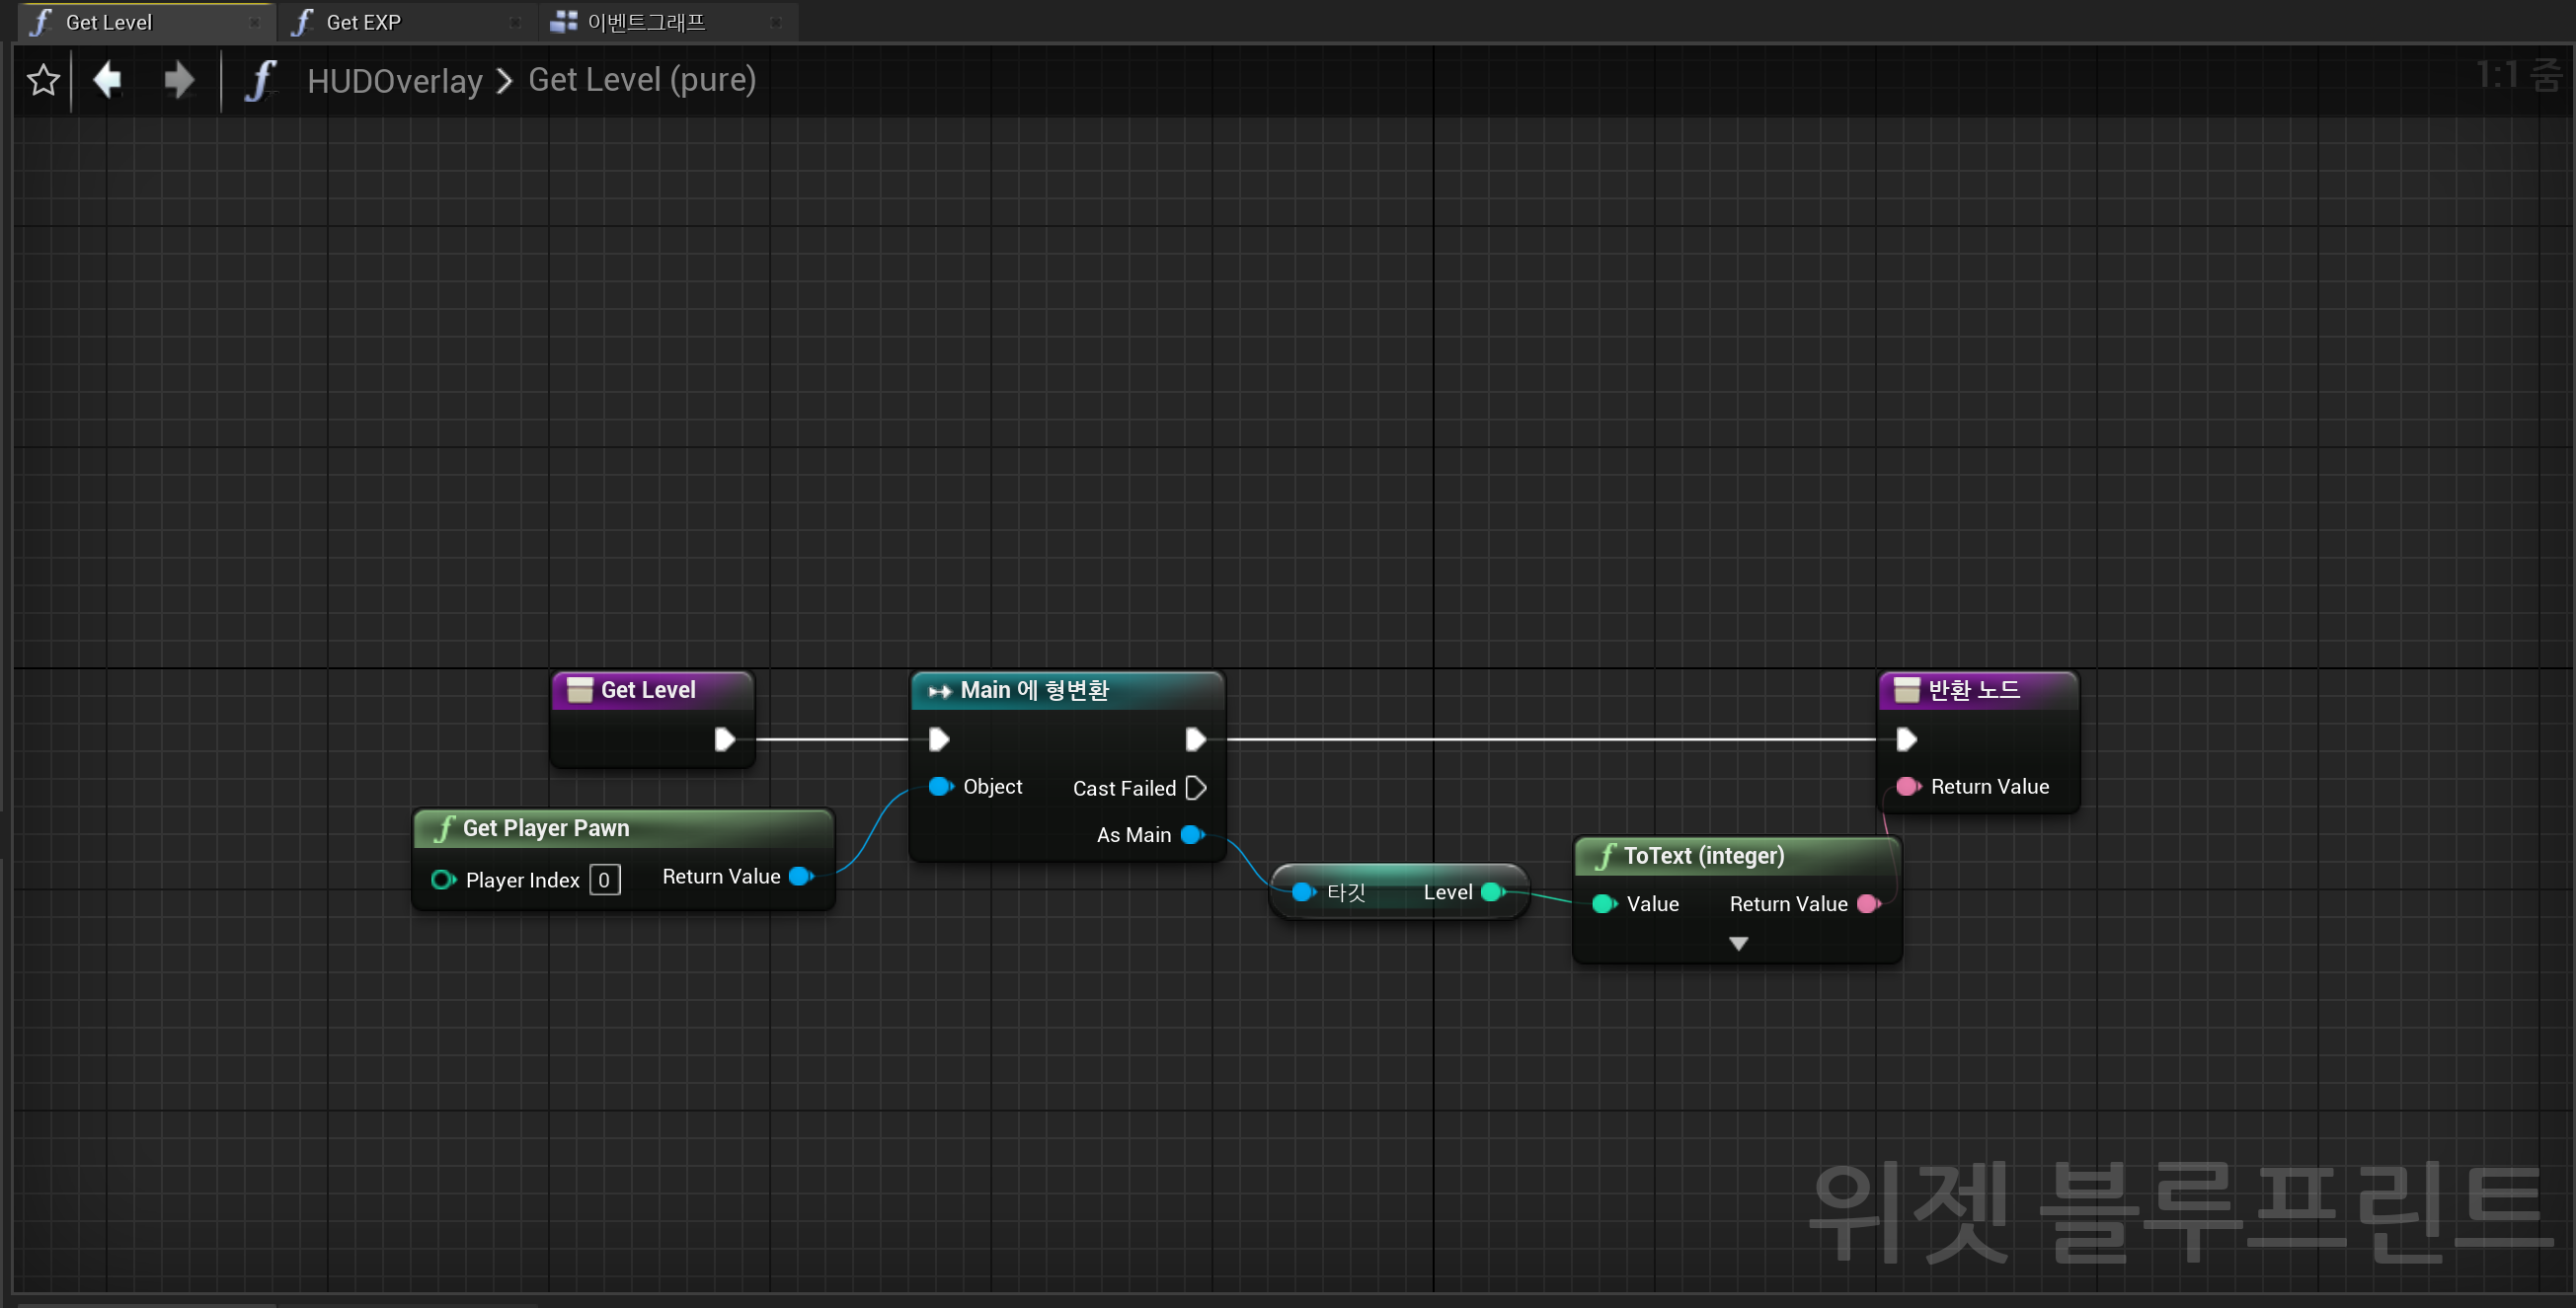 Get Level
Get EXP
이벤트그래프
HUDOverlay > Get Level (pure)
1:1 줌
Get Level
Main 에 형변환
Object
Cast Failed
As Main
Get Player Pawn
Player Index 0
Return Value
타깃
Level
ToText (integer)
Value
Return Value
반환 노드
Return Value
위젯 블루프린트